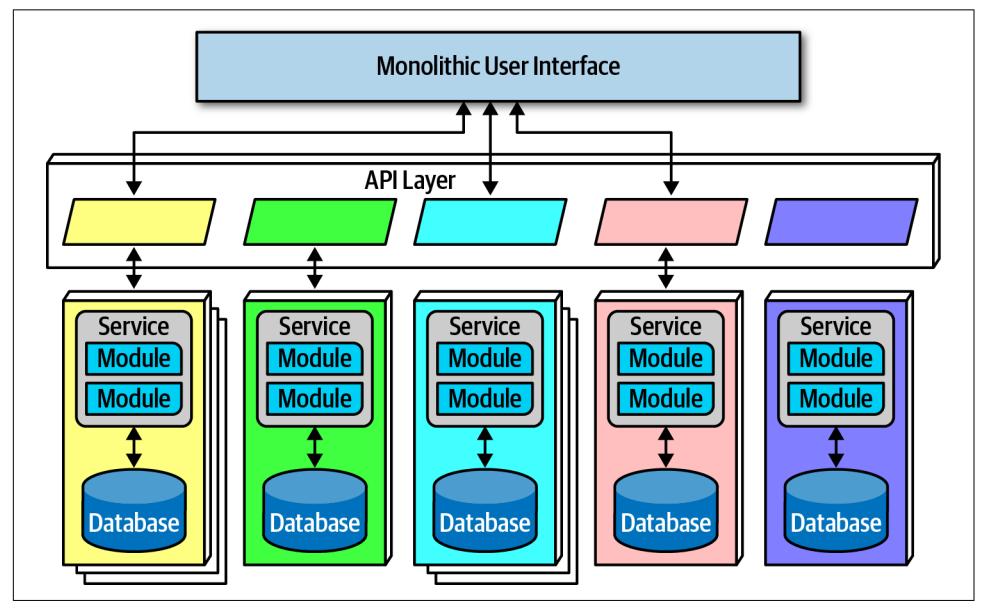 Monolithic User Interface
API Layer
Service
Module
Module
Database
Service
Module
Module
Database
Service
Module
Module
Database
Service
Module
Module
Database
Service
Module
Module
Database